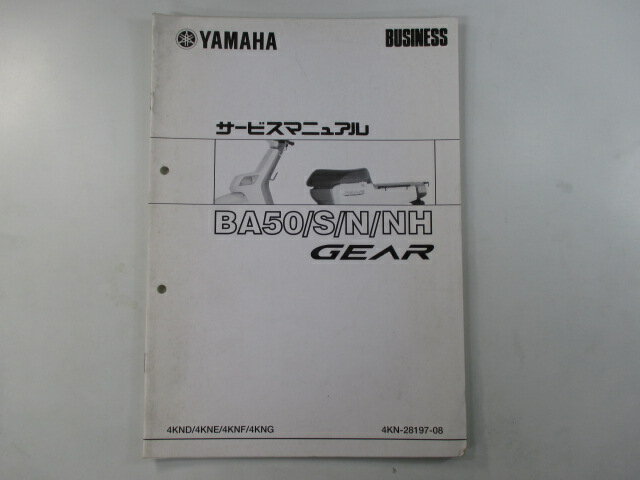 YAMAHA
BUSINESS
サービスマニュアル
BA50/S/N/NH
GEAR
4KND/4KNE/4KNF/4KNG
4KN-28197-08